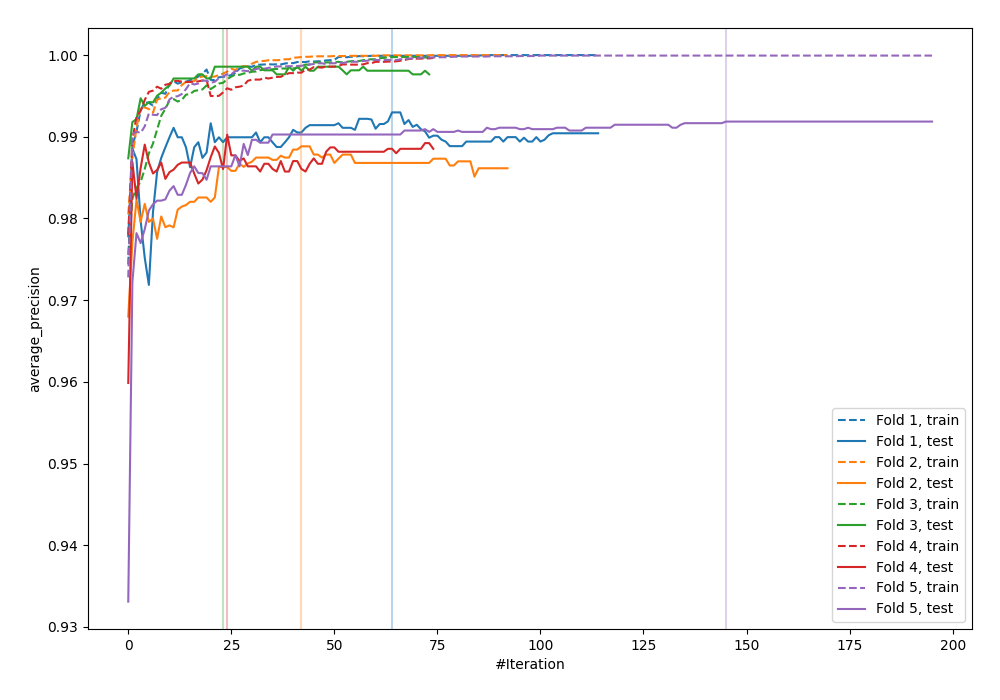 1.00
0.99
0.98
0.97
0.96
0.95
0.94
0.93
average_precision
0
25
50
75
100
125
150
175
200
#Iteration
Fold 1, train
Fold 1, test
Fold 2, train
Fold 2, test
Fold 3, train
Fold 3, test
Fold 4, train
Fold 4, test
Fold 5, train
Fold 5, test